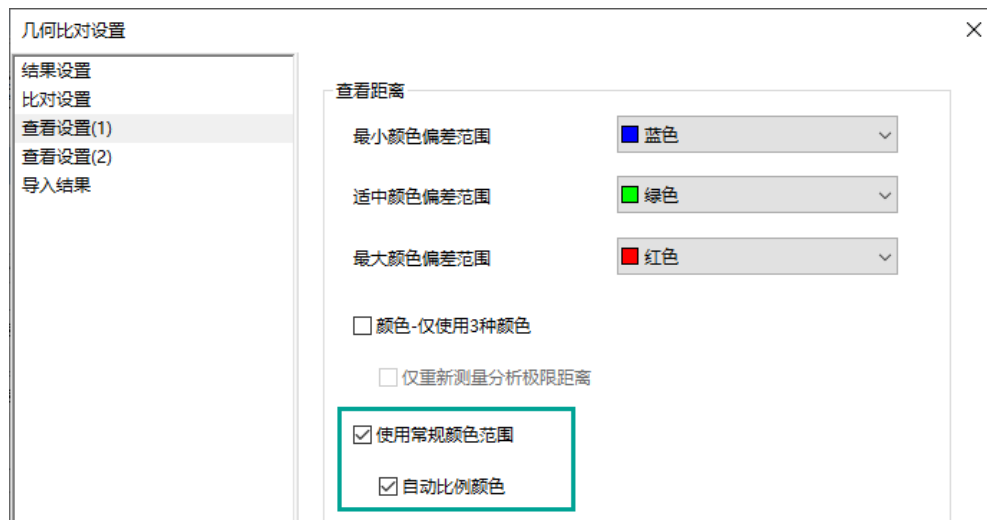 几何比对设置
结果设置
比对设置
查看设置(1)
查看设置(2)
导入结果
查看距离
最小颜色偏差范围
蓝色
适中颜色偏差范围
绿色
最大颜色偏差范围
红色
颜色-仅使用3种颜色
仅重新测量分析极限距离
使用常规颜色范围
自动比例颜色